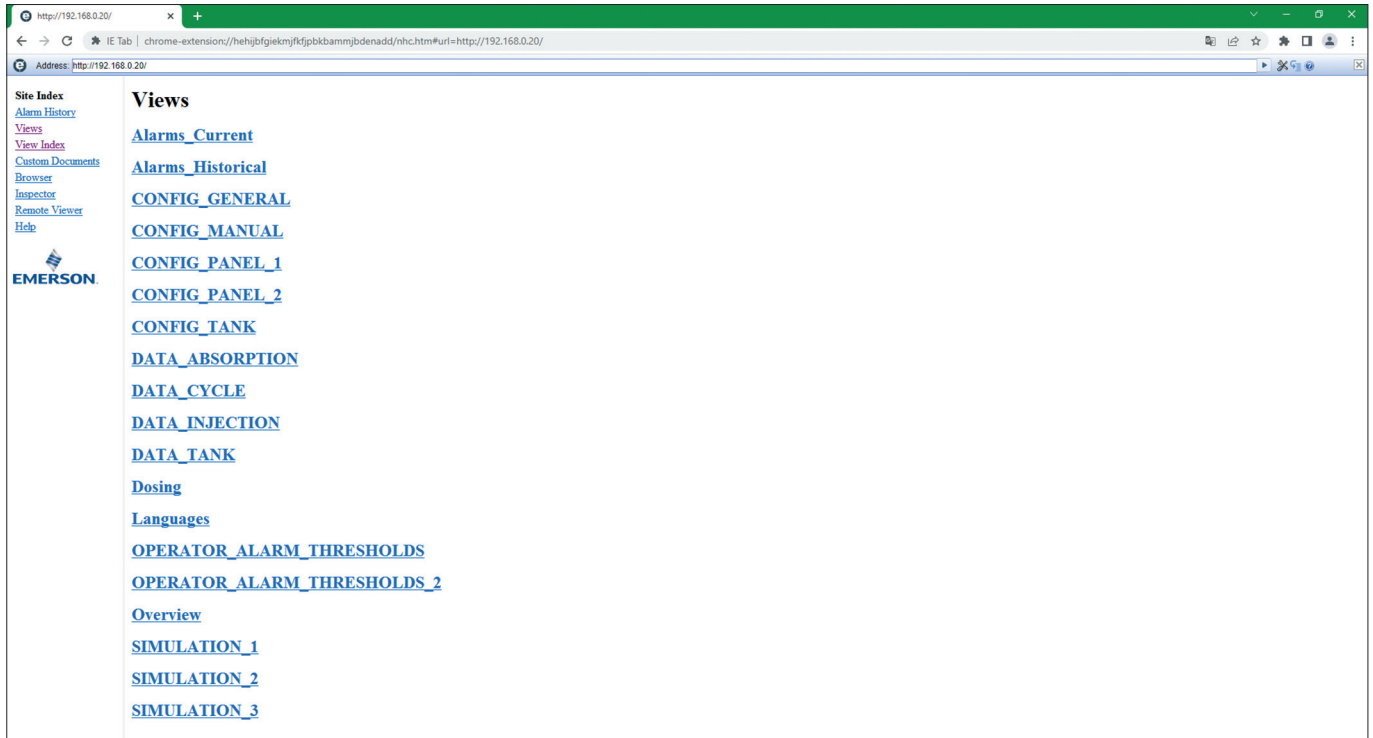 http://192.168.0.20/
IE Tab | chrome-extension://hehijbfgiekmjfkfjpbkbammjbdenadd/nhc.htm#url=http://192.168.0.20/
Address: http://192.168.0.20/
Site Index
Alarm History
Views
View Index
Custom Documents
Browser
Inspector
Remote Viewer
Help
EMERSON.
Views
Alarms_Current
Alarms_Historical
CONFIG_GENERAL
CONFIG_MANUAL
CONFIG_PANEL_1
CONFIG_PANEL_2
CONFIG_TANK
DATA_ABSORPTION
DATA_CYCLE
DATA_INJECTION
DATA_TANK
Dosing
Languages
OPERATOR_ALARM_THRESHOLDS
OPERATOR_ALARM_THRESHOLDS_2
Overview
SIMULATION_1
SIMULATION_2
SIMULATION_3